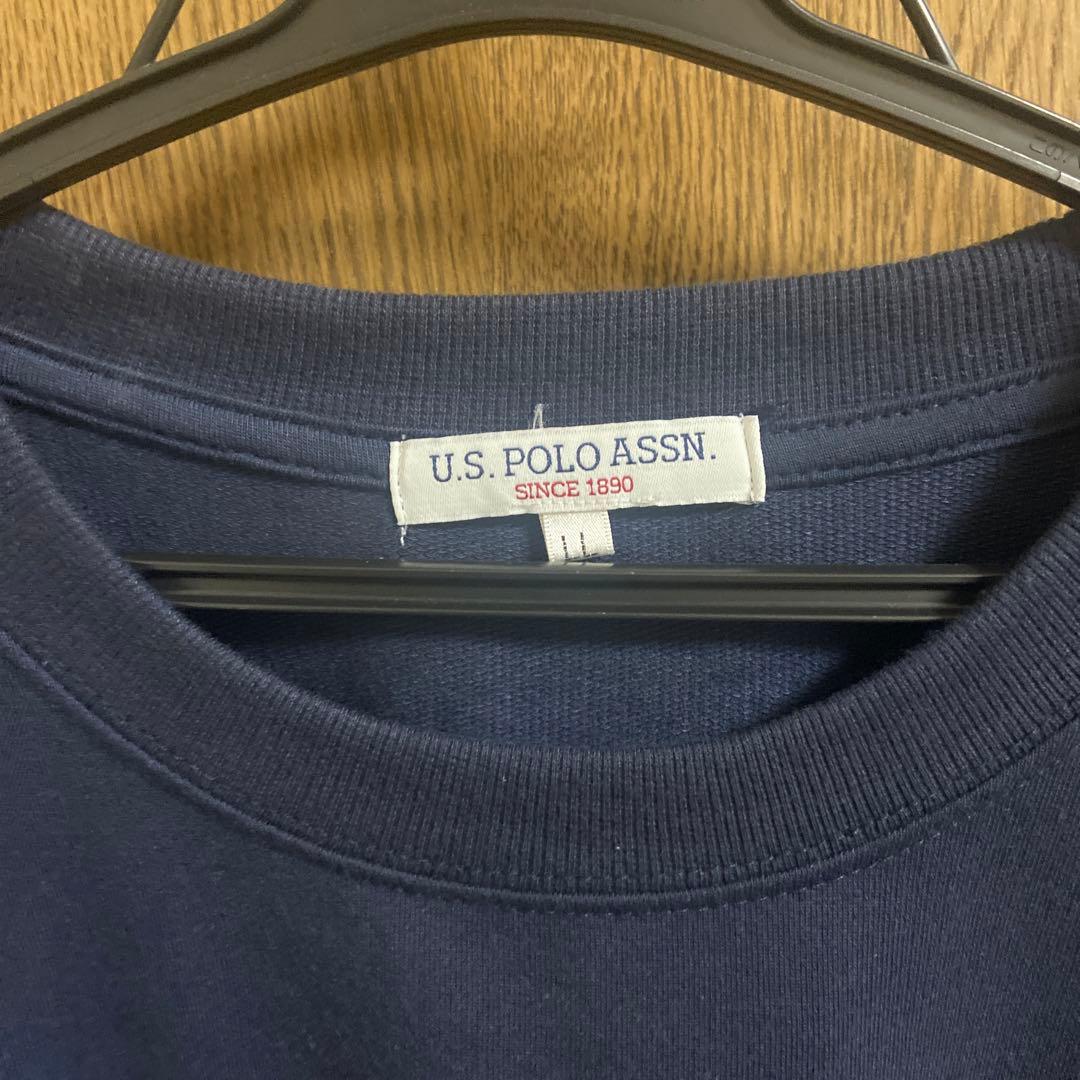 U.S. POLO ASSN.
SINCE 1890